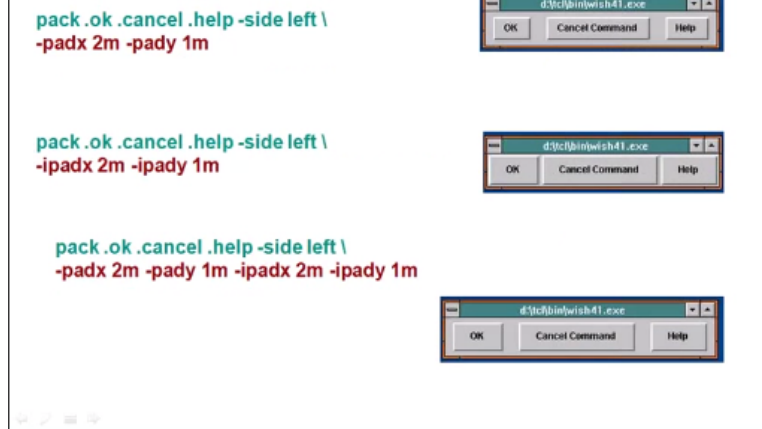 pack .ok .cancel .help -side left \
-padx 2m -pady 1m
d:\tcl\bin\wish41.exe
OK Cancel Command Help
pack .ok .cancel .help -side left \
-ipadx 2m -ipady 1m
d:\tcl\bin\wish41.exe
OK Cancel Command Help
pack .ok .cancel .help -side left \
-padx 2m -pady 1m -ipadx 2m -ipady 1m
d:\tcl\bin\wish41.exe
OK Cancel Command Help